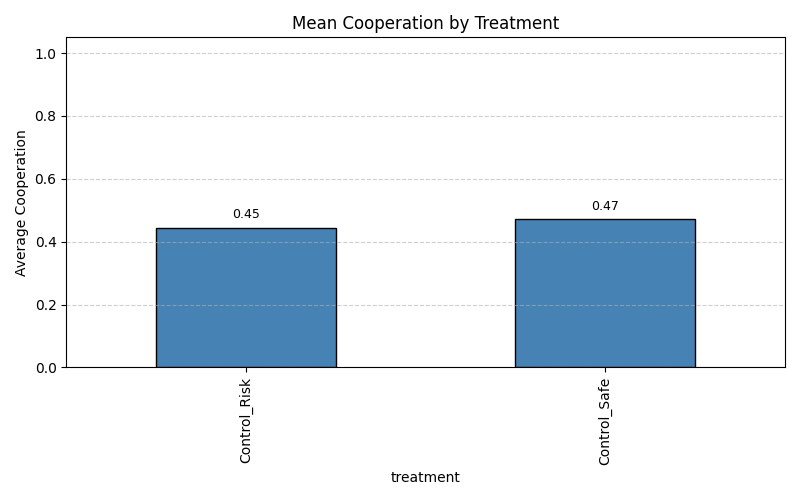 Mean Cooperation by Treatment
Average Cooperation
1.0
0.8
0.6
0.4
0.2
0.0
0.45
0.47
Control_Risk
Control_Safe
treatment